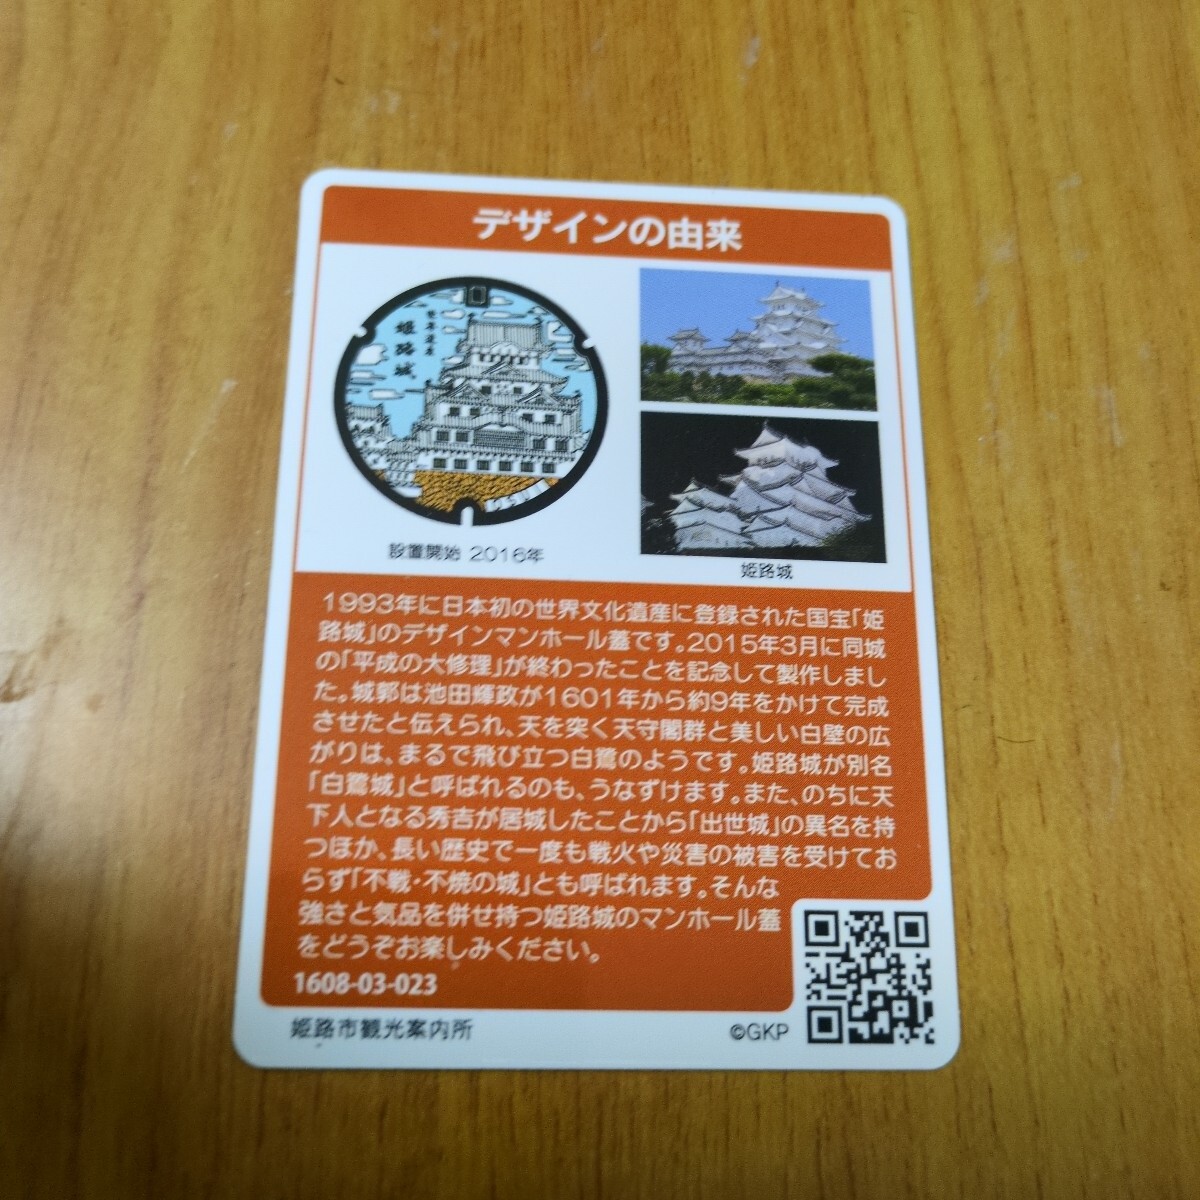 デザインの由来
世界遺産
姫路城
設置開始 2016年
姫路城
1993年に日本初の世界文化遺産に登録された国宝「姫
路城」のデザインマンホール蓋です。2015年3月に同城
の「平成の大修理」が終わったことを記念して製作しまし
た。城郭は池田輝政が1601年から約9年をかけて完成
させたと伝えられ、天を突く天守閣群と美しい白壁の広
がりは、まるで飛び立つ白鷺のようです。姫路城が別名
「白鷺城」と呼ばれるのも、うなずけます。また、のちに天
下人となる秀吉が居城したことから「出世城」の異名を持
つほか、長い歴史で一度も戦火や災害の被害を受けてお
らず「不戦・不焼の城」とも呼ばれます。そんな
強さと気品を併せ持つ姫路城のマンホール蓋
をどうぞお楽しみください。
1608-03-023
姫路市観光案内所
©GKP